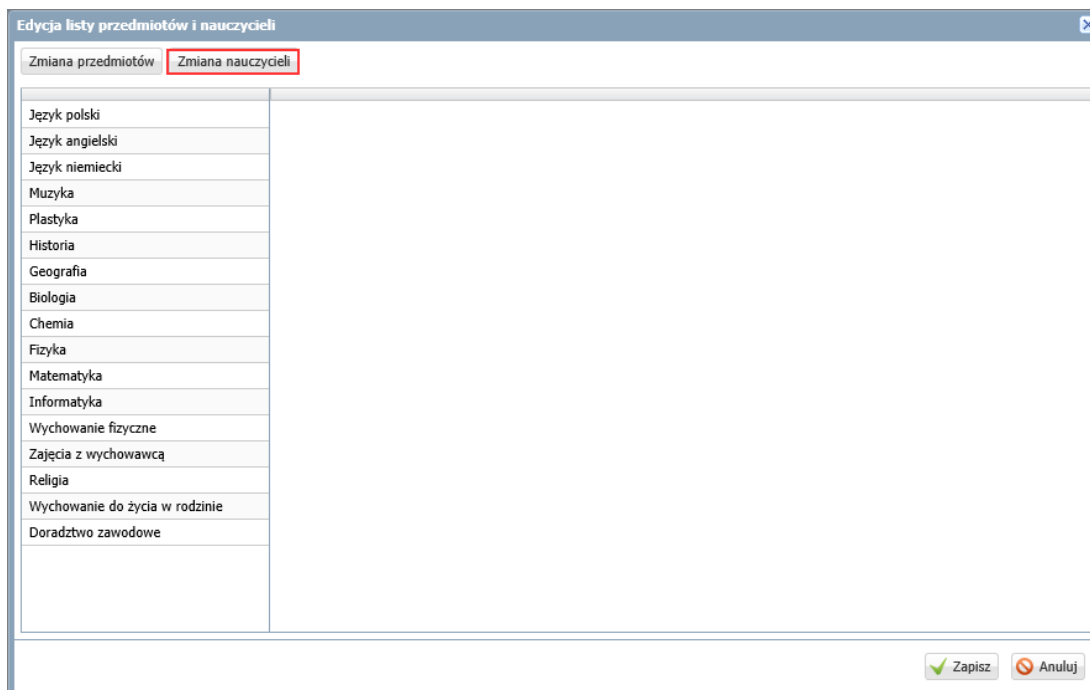 Edycja listy przedmiotów i nauczycieli
Zmiana przedmiotów Zmiana nauczycieli
Język polski
Język angielski
Język niemiecki
Muzyka
Plastyka
Historia
Geografia
Biologia
Chemia
Fizyka
Matematyka
Informatyka
Wychowanie fizyczne
Zajęcia z wychowawcą
Religia
Wychowanie do życia w rodzinie
Doradztwo zawodowe
Zapisz Anuluj